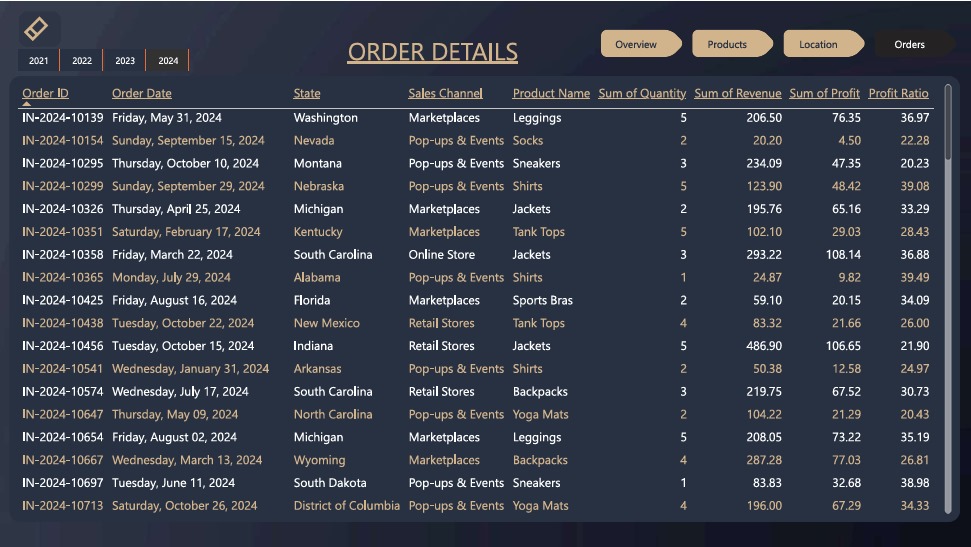 ORDER DETAILS
Overview Products Location Orders
2021 2022 2023 2024
Order ID Order Date State Sales Channel Product Name Sum of Quantity Sum of Revenue Sum of Profit Profit Ratio
IN-2024-10139 Friday, May 31, 2024 Washington Marketplaces Leggings 5 206.50 76.35 36.97
IN-2024-10154 Sunday, September 15, 2024 Nevada Pop-ups & Events Socks 2 20.20 4.50 22.28
IN-2024-10295 Thursday, October 10, 2024 Montana Pop-ups & Events Sneakers 3 234.09 47.35 20.23
IN-2024-10299 Sunday, September 29, 2024 Nebraska Pop-ups & Events Shirts 5 123.90 48.42 39.08
IN-2024-10326 Thursday, April 25, 2024 Michigan Marketplaces Jackets 2 195.76 65.16 33.29
IN-2024-10351 Saturday, February 17, 2024 Kentucky Marketplaces Tank Tops 5 102.10 29.03 28.43
IN-2024-10358 Friday, March 22, 2024 South Carolina Online Store Jackets 3 293.22 108.14 36.88
IN-2024-10365 Monday, July 29, 2024 Alabama Pop-ups & Events Shirts 1 24.87 9.82 39.49
IN-2024-10425 Friday, August 16, 2024 Florida Marketplaces Sports Bras 2 59.10 20.15 34.09
IN-2024-10438 Tuesday, October 22, 2024 New Mexico Retail Stores Tank Tops 4 83.32 21.66 26.00
IN-2024-10456 Tuesday, October 15, 2024 Indiana Retail Stores Jackets 5 486.90 106.65 21.90
IN-2024-10541 Wednesday, January 31, 2024 Arkansas Pop-ups & Events Shirts 2 50.38 12.58 24.97
IN-2024-10574 Wednesday, July 17, 2024 South Carolina Retail Stores Backpacks 3 219.75 67.52 30.73
IN-2024-10647 Thursday, May 09, 2024 North Carolina Pop-ups & Events Yoga Mats 2 104.22 21.29 20.43
IN-2024-10654 Friday, August 02, 2024 Michigan Marketplaces Leggings 5 208.05 73.22 35.19
IN-2024-10667 Wednesday, March 13, 2024 Wyoming Marketplaces Backpacks 4 287.28 77.03 26.81
IN-2024-10697 Tuesday, June 11, 2024 South Dakota Pop-ups & Events Sneakers 1 83.83 32.68 38.98
IN-2024-10713 Saturday, October 26, 2024 District of Columbia Pop-ups & Events Yoga Mats 4 196.00 67.29 34.33